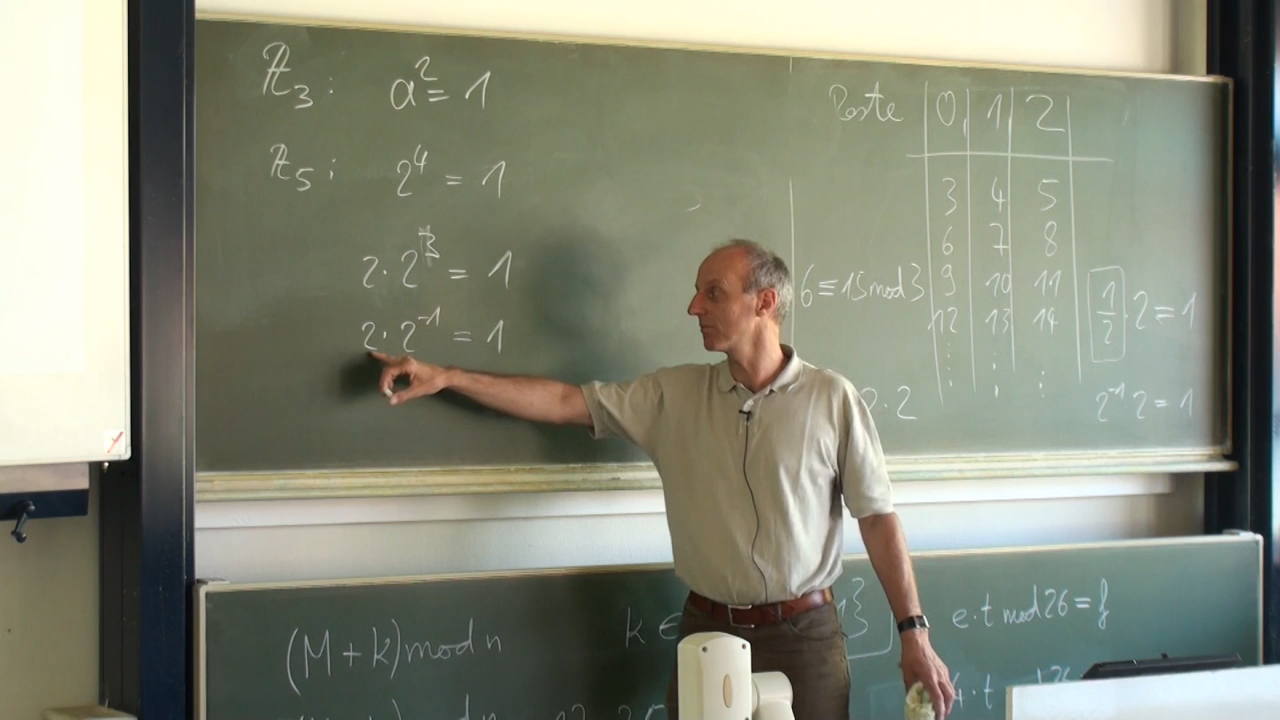 ℤ₃: a² = 1
ℤ₅: 2⁴ = 1
2·2³ = 1
2·2⁻¹ = 1
Reste 0, 1 2
3 4 5
6 7 8
6 ≡ 15 mod 3
9 10 11
12 13 14
⋮ ⋮ ⋮
1/2 · 2 = 1
2·2
2⁻¹ 2 = 1
(M + k) mod n
k ∈
1}
e·t mod 26 = f